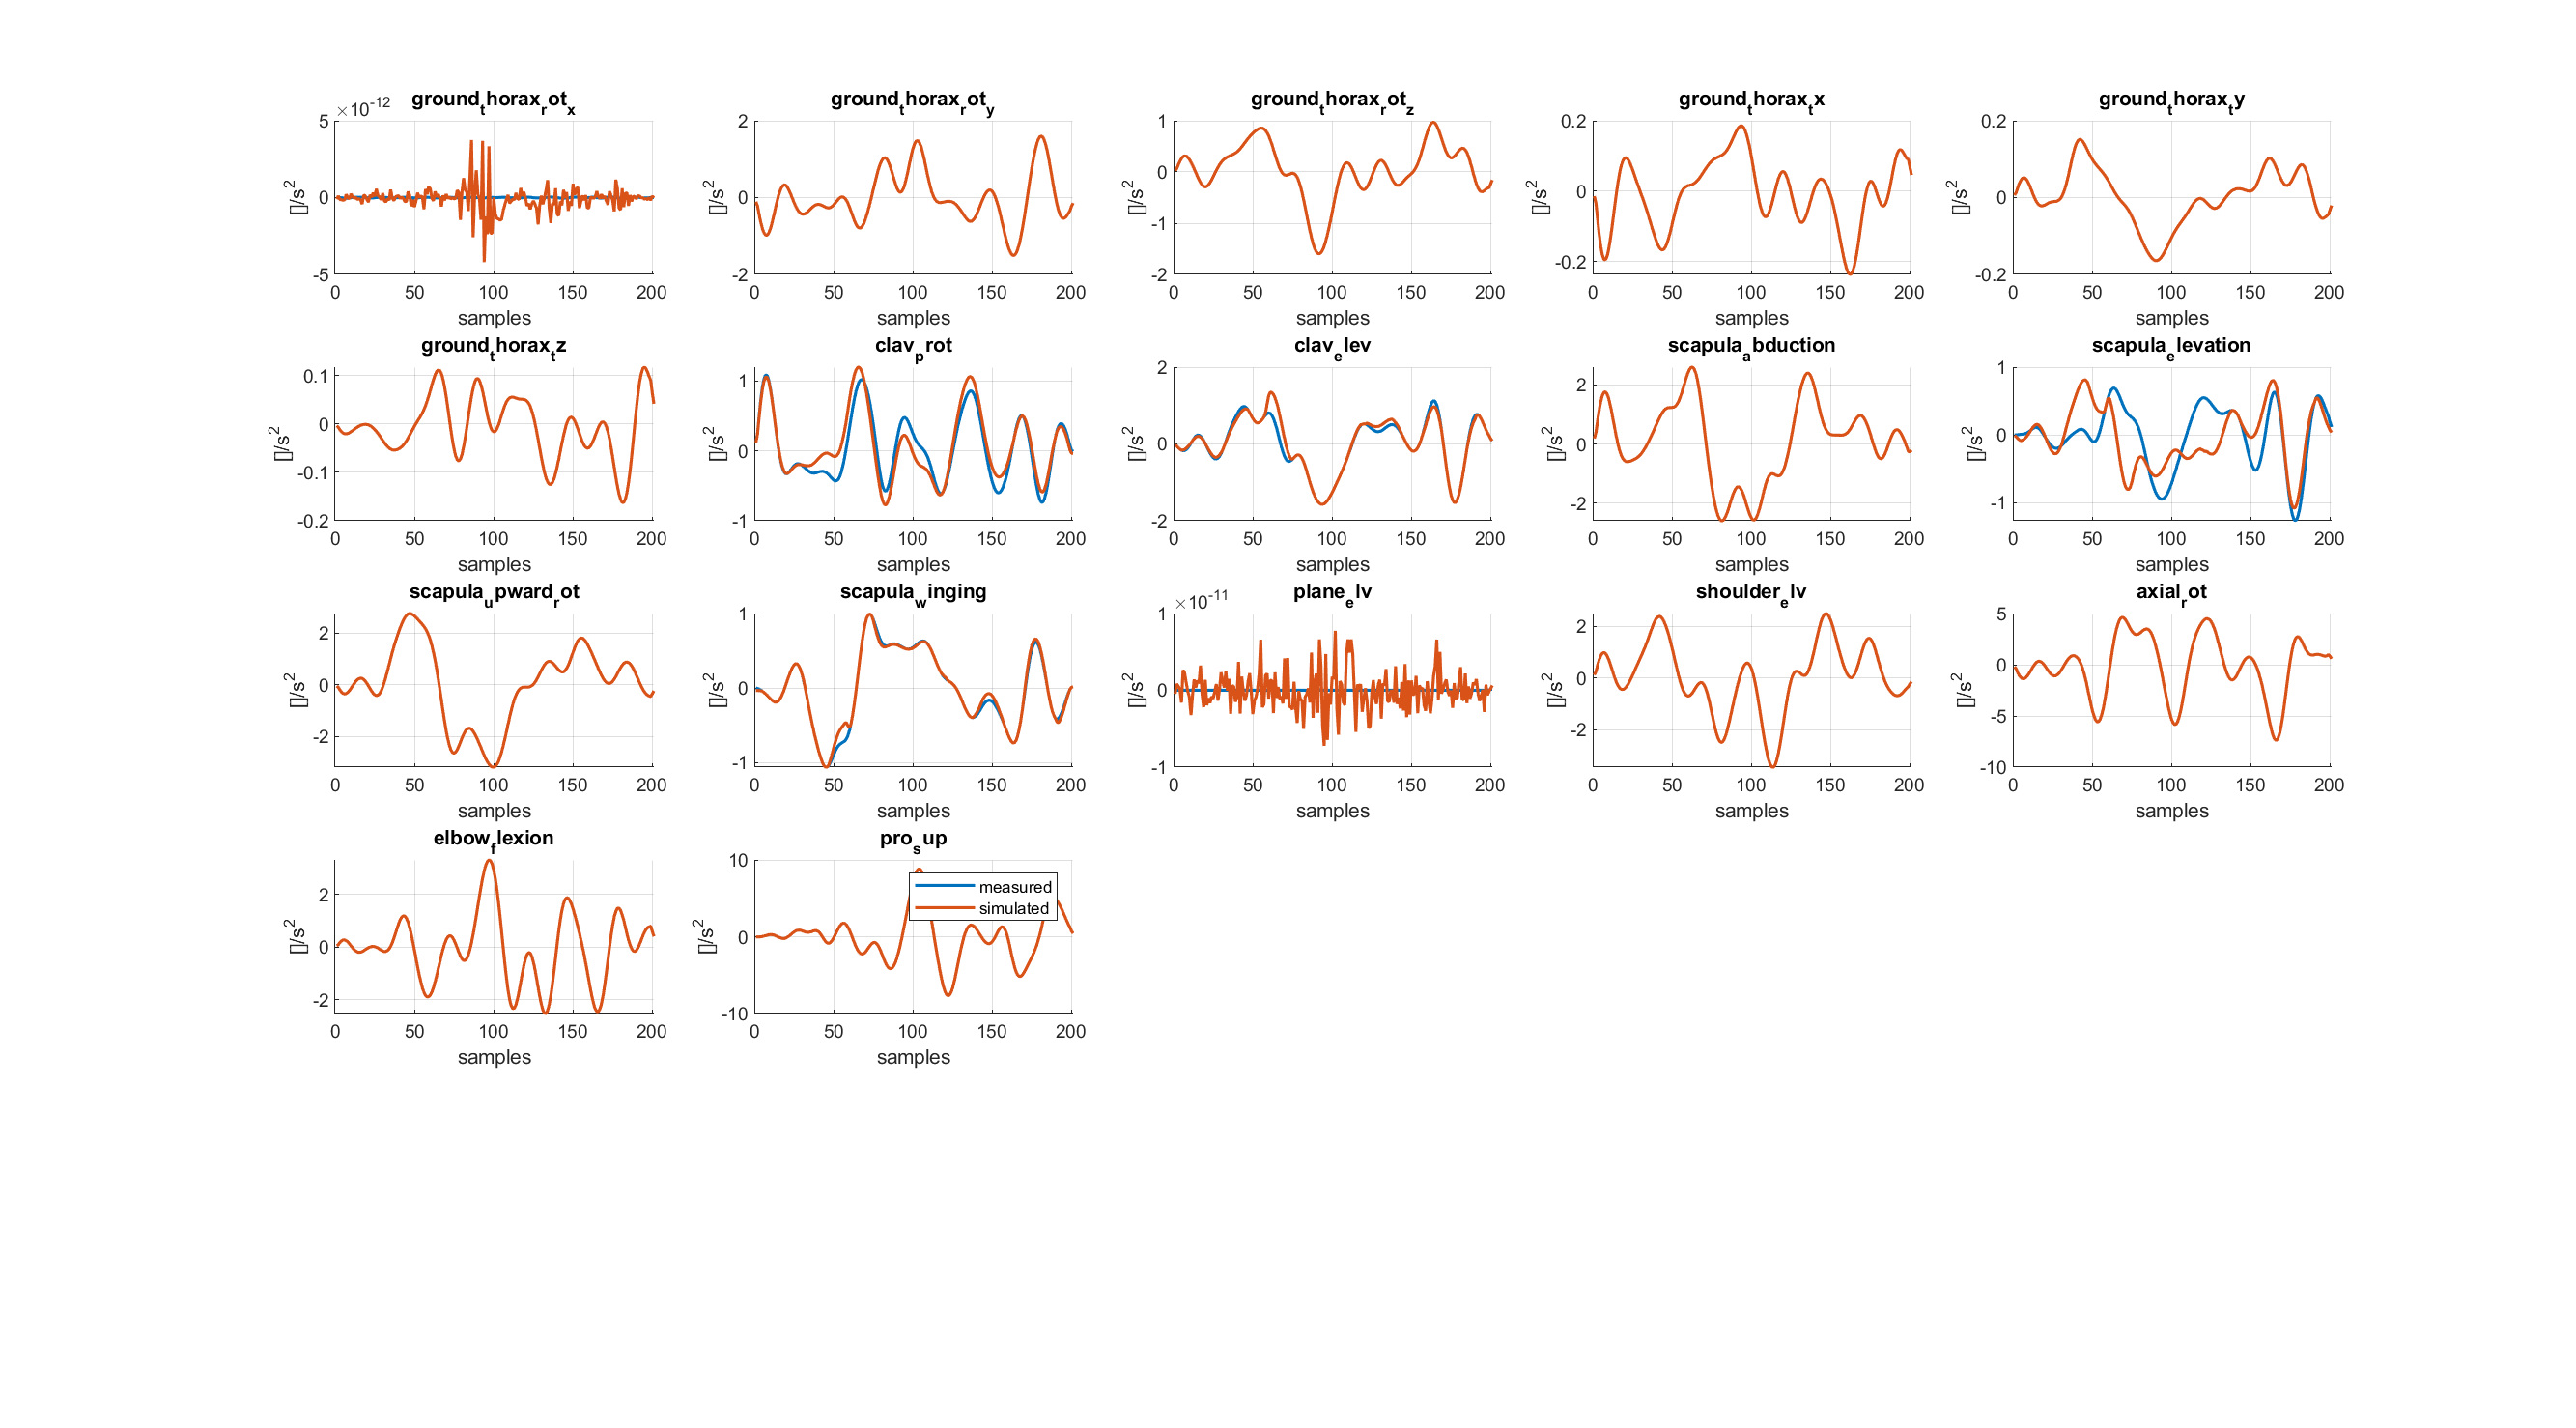 ground_thorax_rot_x
×10^-12
5
0
-5
[]/s^2
0 50 100 150 200
samples
ground_thorax_rot_y
2
0
-2
[]/s^2
0 50 100 150 200
samples
ground_thorax_rot_z
1
0
-1
-2
[]/s^2
0 50 100 150 200
samples
ground_thorax_tx
0.2
0
-0.2
[]/s^2
0 50 100 150 200
samples
ground_thorax_ty
0.2
0
-0.2
[]/s^2
0 50 100 150 200
samples
ground_thorax_tz
0.1
0
-0.1
-0.2
[]/s^2
0 50 100 150 200
samples
clav_prot
1
0
-1
[]/s^2
0 50 100 150 200
samples
clav_elev
2
0
-2
[]/s^2
0 50 100 150 200
samples
scapula_abduction
2
0
-2
[]/s^2
0 50 100 150 200
samples
scapula_elevation
1
0
-1
[]/s^2
0 50 100 150 200
samples
scapula_upward_rot
2
0
-2
[]/s^2
0 50 100 150 200
samples
scapula_winging
1
0
-1
[]/s^2
0 50 100 150 200
samples
plane_elv
×10^-11
1
0
-1
[]/s^2
0 50 100 150 200
samples
shoulder_elv
2
0
-2
[]/s^2
0 50 100 150 200
samples
axial_rot
5
0
-5
-10
[]/s^2
0 50 100 150 200
samples
elbow_flexion
2
0
-2
[]/s^2
0 50 100 150 200
samples
pro_sup
10
0
-10
[]/s^2
measured
simulated
0 50 100 150 200
samples